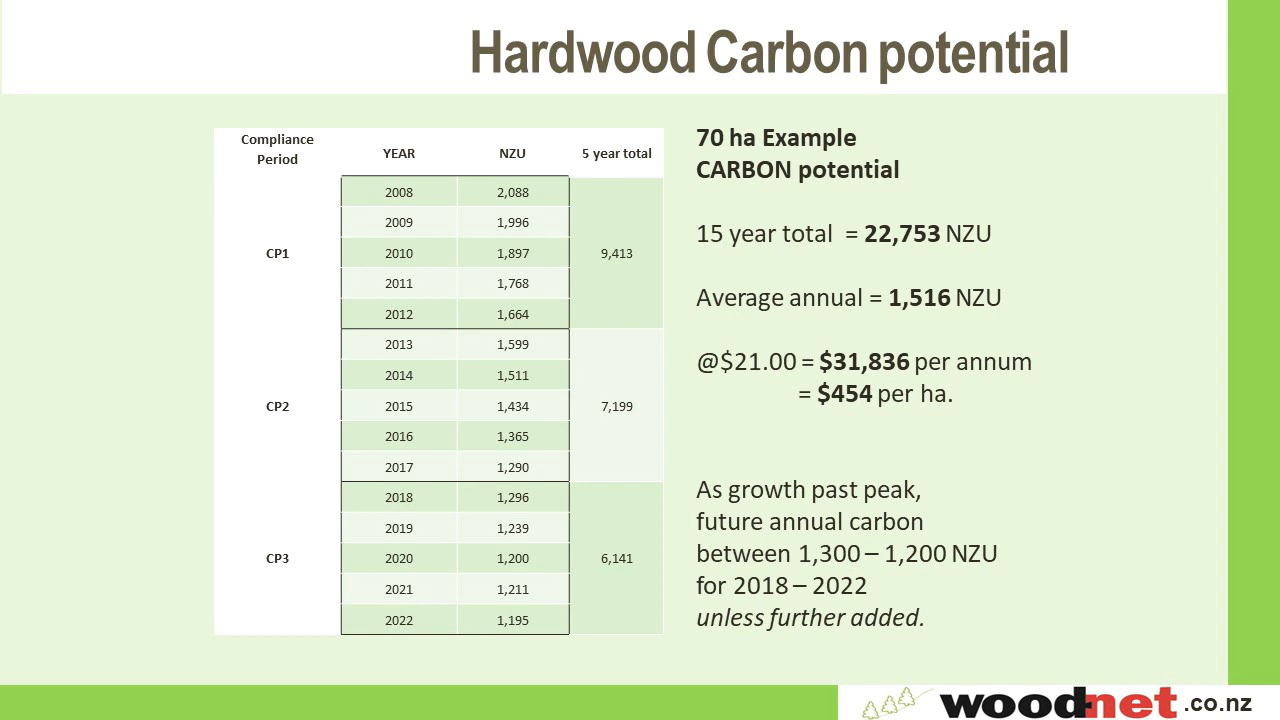 Hardwood Carbon potential
Compliance Period YEAR NZU 5 year total
2008 2,088
2009 1,996
CP1 2010 1,897 9,413
2011 1,768
2012 1,664
2013 1,599
2014 1,511
CP2 2015 1,434 7,199
2016 1,365
2017 1,290
2018 1,296
2019 1,239
CP3 2020 1,200 6,141
2021 1,211
2022 1,195
70 ha Example
CARBON potential
15 year total = 22,753 NZU
Average annual = 1,516 NZU
@$21.00 = $31,836 per annum
= $454 per ha.
As growth past peak,
future annual carbon
between 1,300 – 1,200 NZU
for 2018 – 2022
unless further added.
woodnet.co.nz